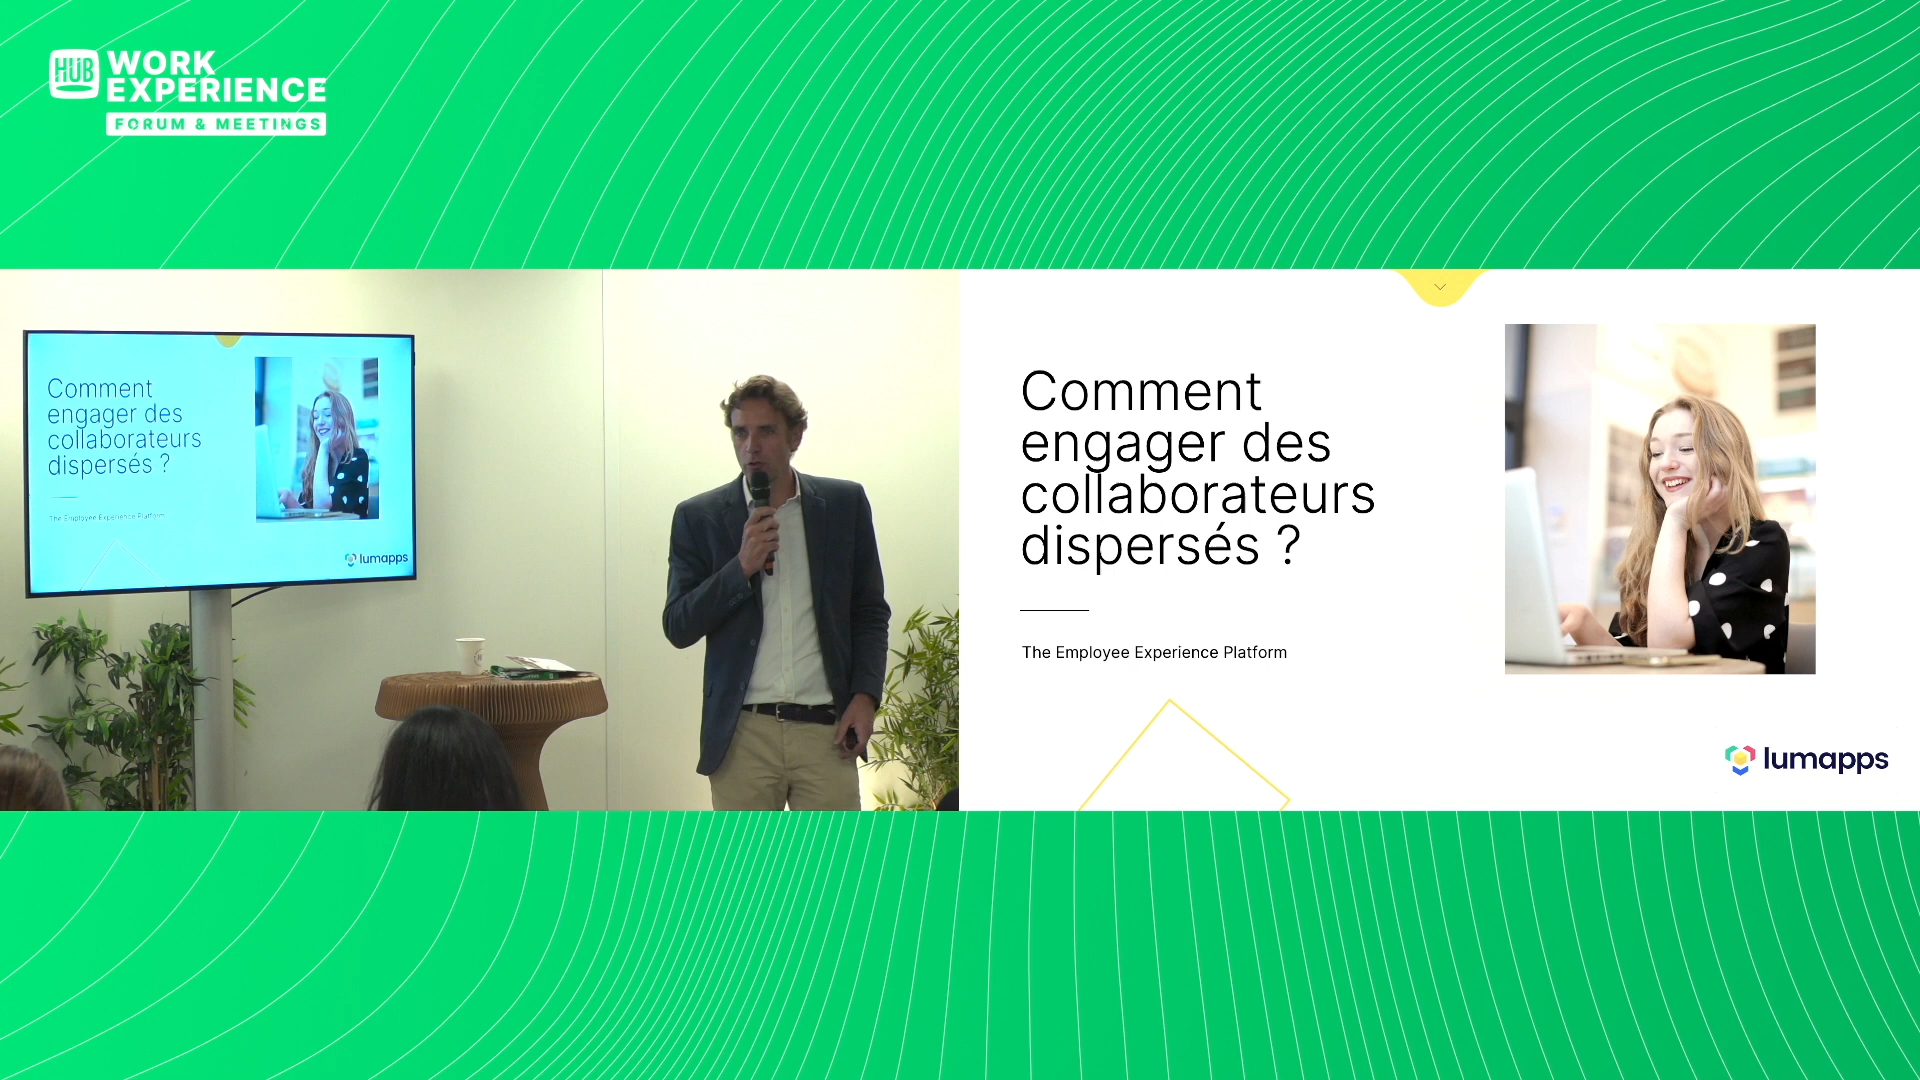 HUB
WORK
EXPERIENCE
FORUM & MEETINGS
Comment
engager des
collaborateurs
dispersés ?
The Employee Experience Platform
lumapps
Comment
engager des
collaborateurs
dispersés ?
The Employee Experience Platform
lumapps